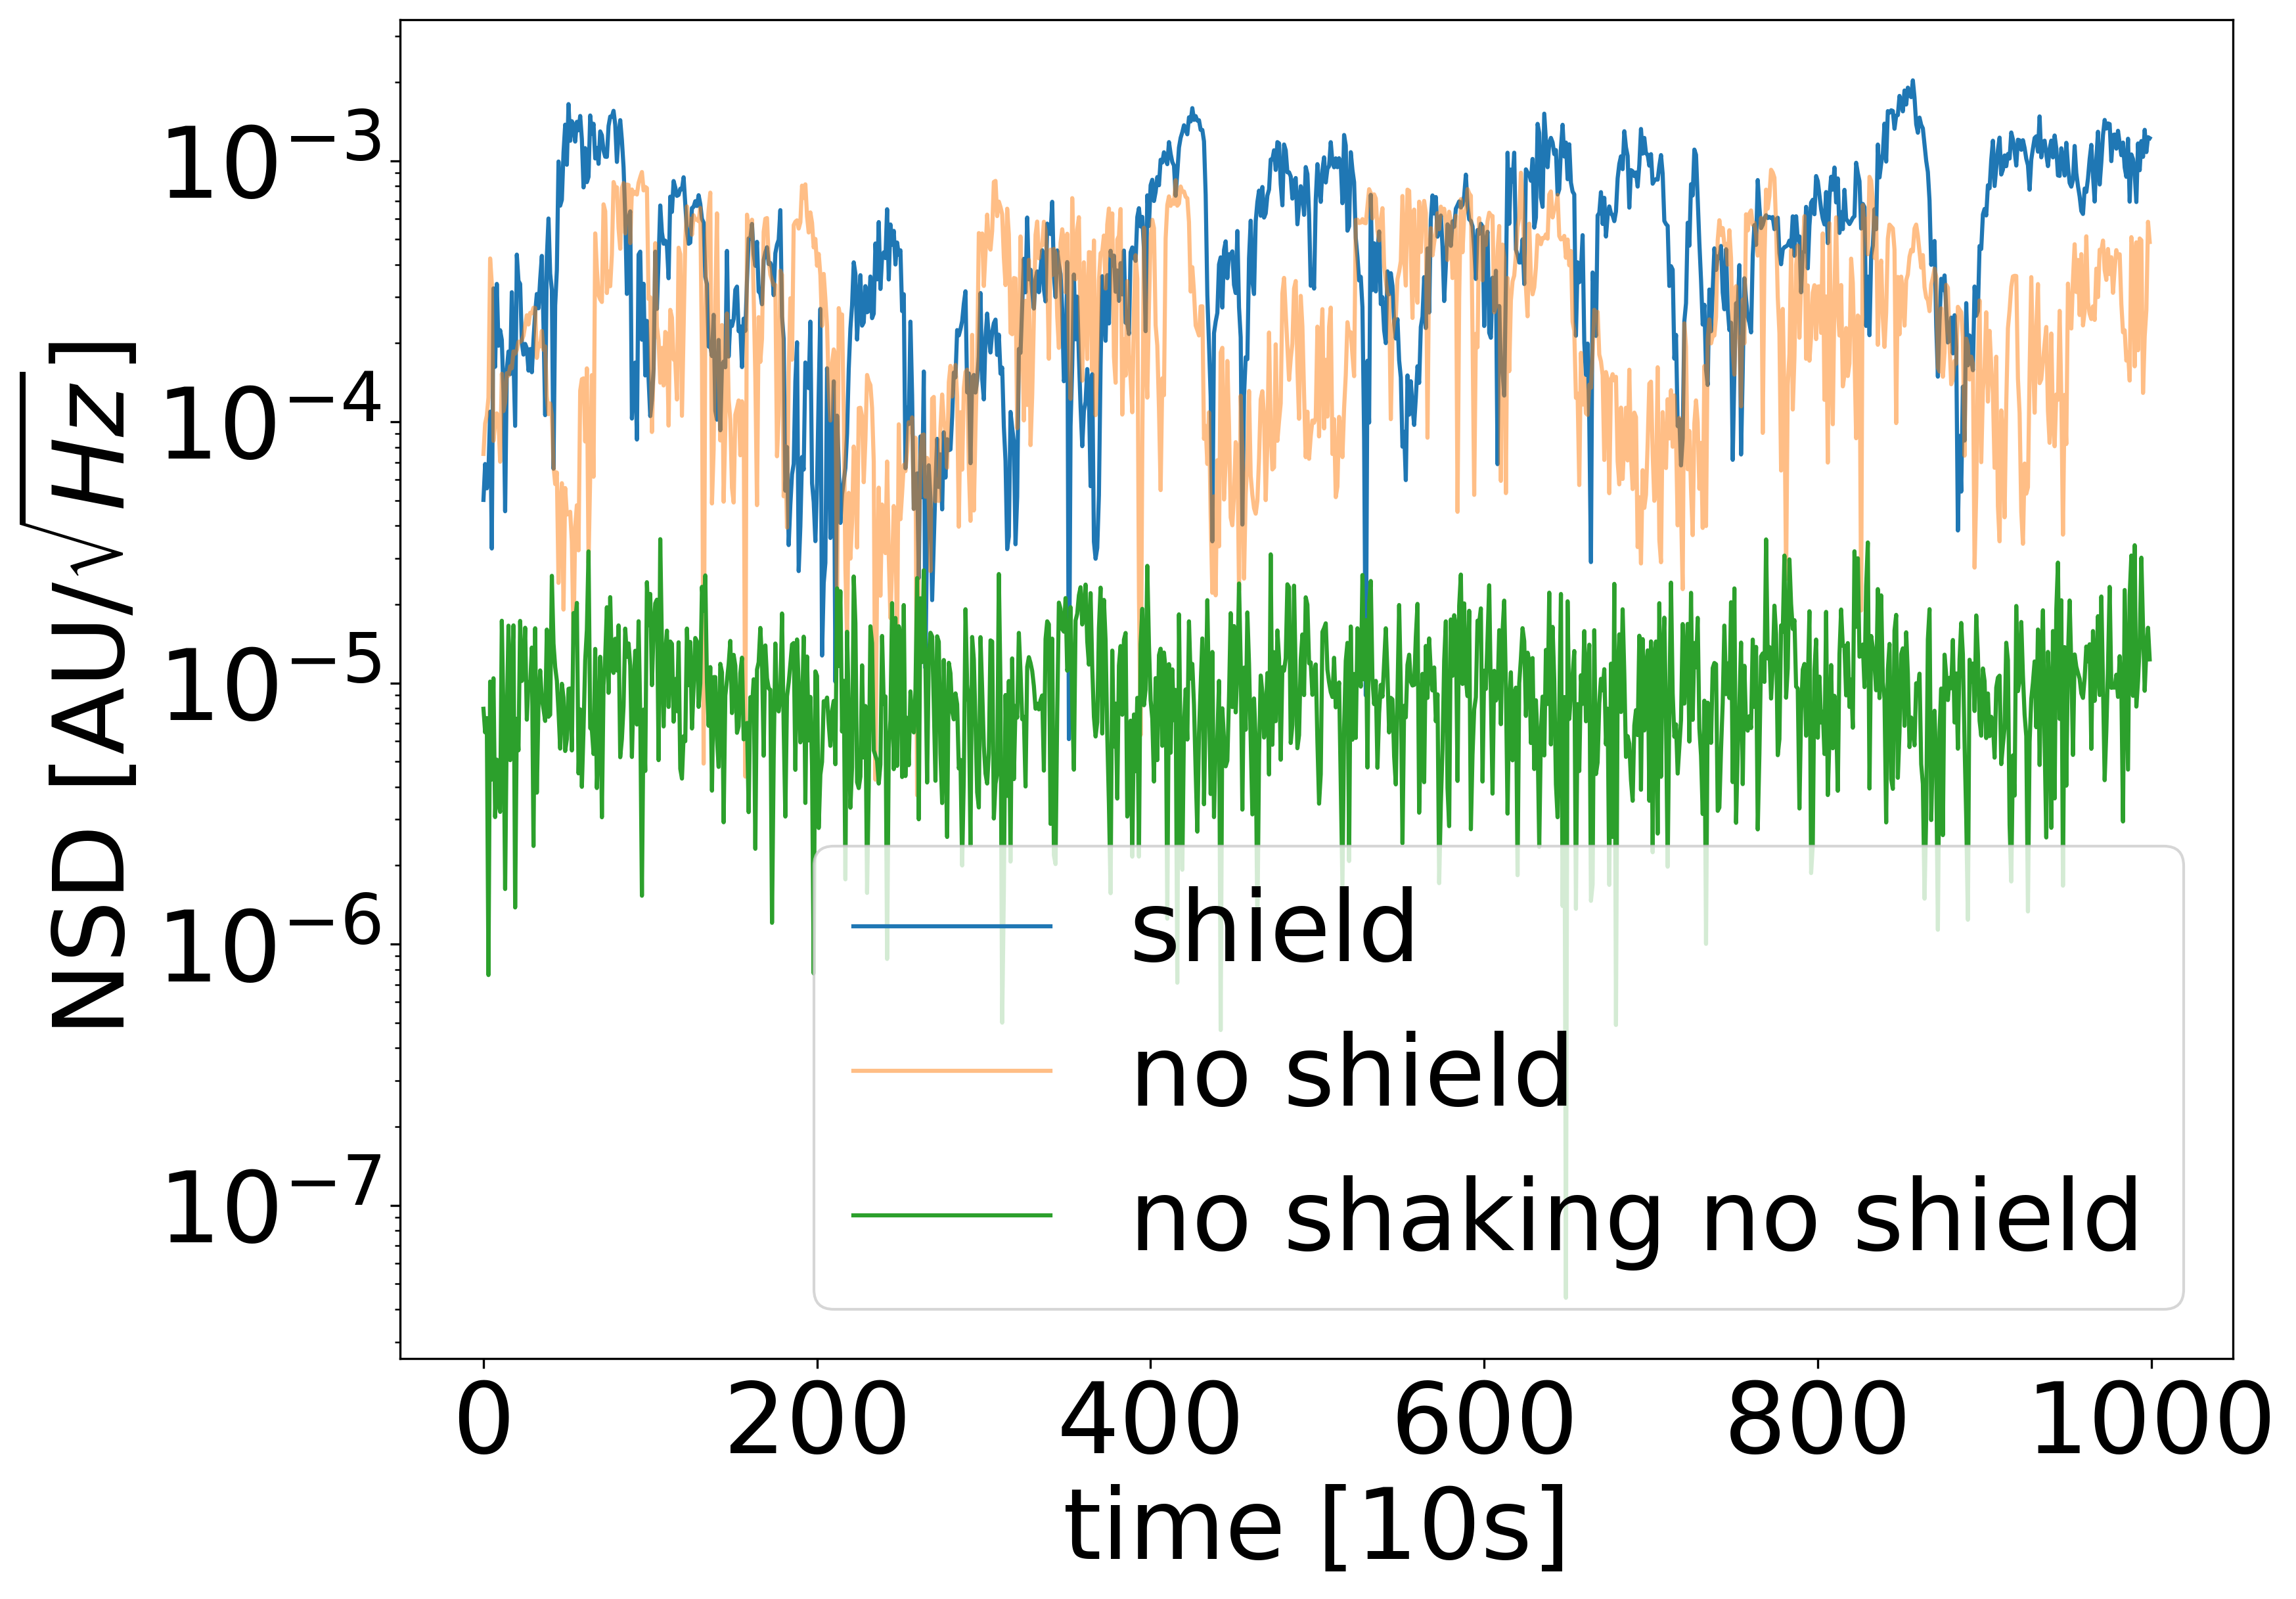 NSD [AU/√Hz]
10⁻³
10⁻⁴
10⁻⁵
10⁻⁶
10⁻⁷
shield
no shield
no shaking no shield
0 200 400 600 800 1000
time [10s]